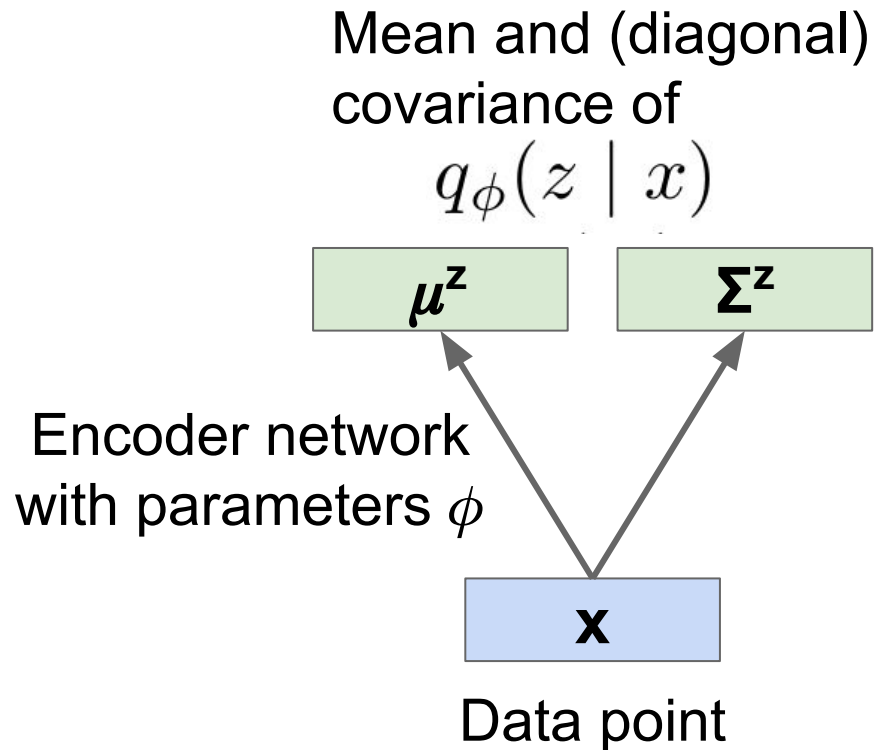 Mean and (diagonal)
covariance of
qϕ(z | x)
μᶻ
Σᶻ
Encoder network
with parameters ϕ
x
Data point